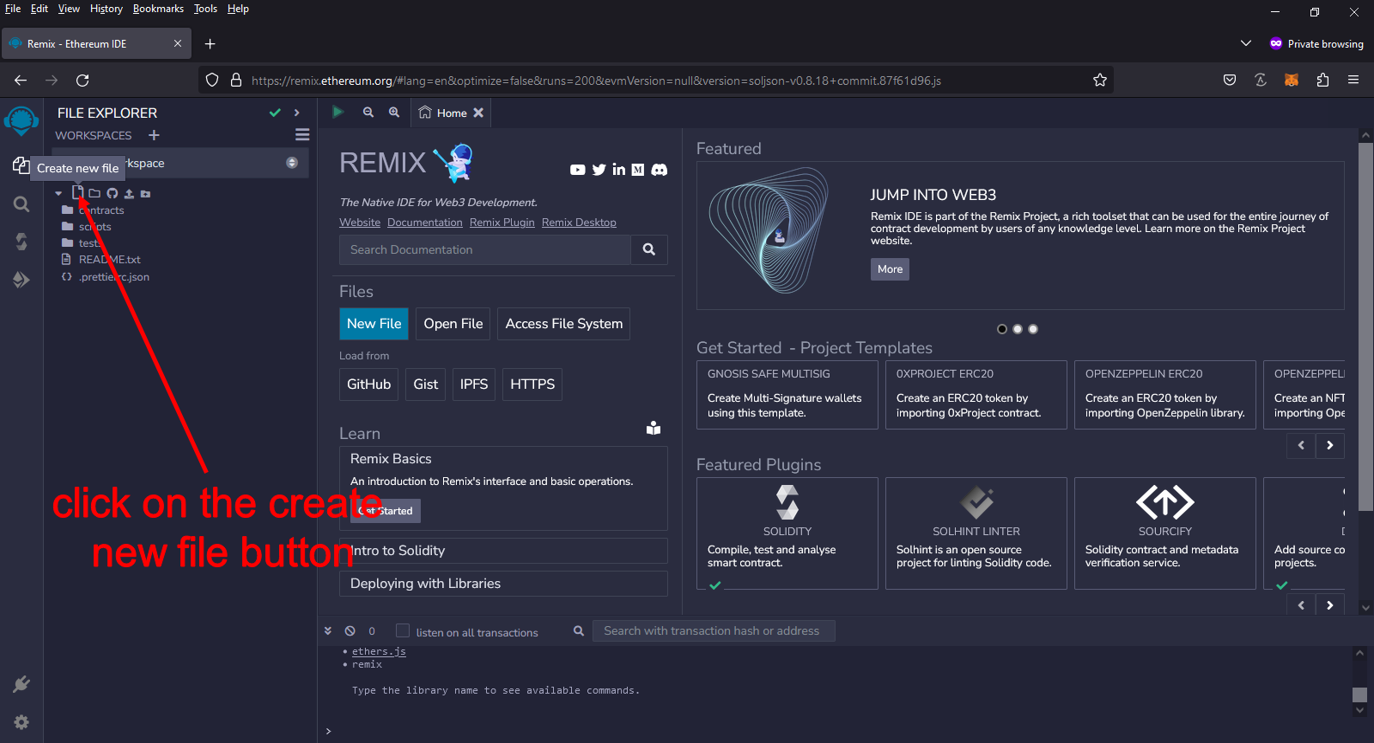 File Edit View History Bookmarks Tools Help
Remix - Ethereum IDE
Private browsing
https://remix.ethereum.org/#lang=en&optimize=false&runs=200&evmVersion=null&version=soljson-v0.8.18+commit.87f61d96.js
FILE EXPLORER
WORKSPACES
Create new file
contracts
scripts
tests
README.txt
.prettierrc.json
click on the create
new file button
Home
REMIX
The Native IDE for Web3 Development.
Website Documentation Remix Plugin Remix Desktop
Search Documentation
Files
New File Open File Access File System
Load from
GitHub Gist IPFS HTTPS
Learn
Remix Basics
An introduction to Remix's interface and basic operations.
Get Started
Intro to Solidity
Deploying with Libraries
Featured
JUMP INTO WEB3
Remix IDE is part of the Remix Project, a rich toolset that can be used for the entire journey of
contract development by users of any knowledge level. Learn more on the Remix Project
website.
More
Get Started - Project Templates
GNOSIS SAFE MULTISIG
Create Multi-Signature wallets
using this template.
0XPROJECT ERC20
Create an ERC20 token by
importing 0xProject contract.
OPENZEPPELIN ERC20
Create an ERC20 token by
importing OpenZeppelin library.
OPENZEPPEL
Create an NFT
importing Ope
Featured Plugins
SOLIDITY
Compile, test and analyse
smart contract.
SOLHINT LINTER
Solhint is an open source
project for linting Solidity code.
SOURCIFY
Solidity contract and metadata
verification service.
Add source co
projects.
0 listen on all transactions Search with transaction hash or address
• ethers.js
• remix
Type the library name to see available commands.
>